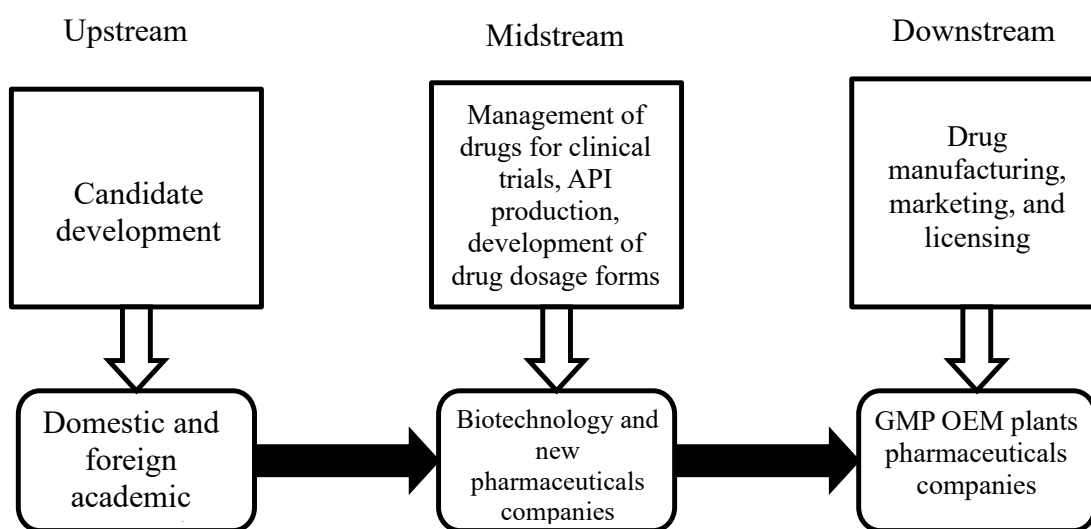 Upstream
Midstream
Downstream
Candidate
development
Management of
drugs for clinical
trials, API
production,
development of
drug dosage forms
Drug
manufacturing,
marketing, and
licensing
Domestic and
foreign
academic
Biotechnology and
new
pharmaceuticals
companies
GMP OEM plants
pharmaceuticals
companies